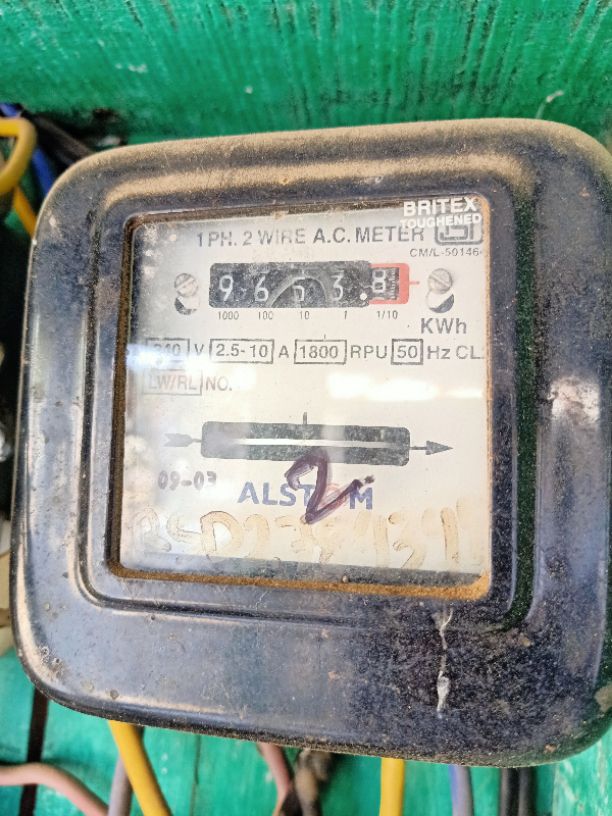 BRITEX
TOUGHENED
1 PH. 2 WIRE A.C. METER
CM/L-50146-
9 6 5 3 . 8
1000 100 10 1 1/10
KWh
240 V 2.5-10 A 1800 RPU 50 Hz CL.
LW/RL NO.
09-03
ALSTOM
2